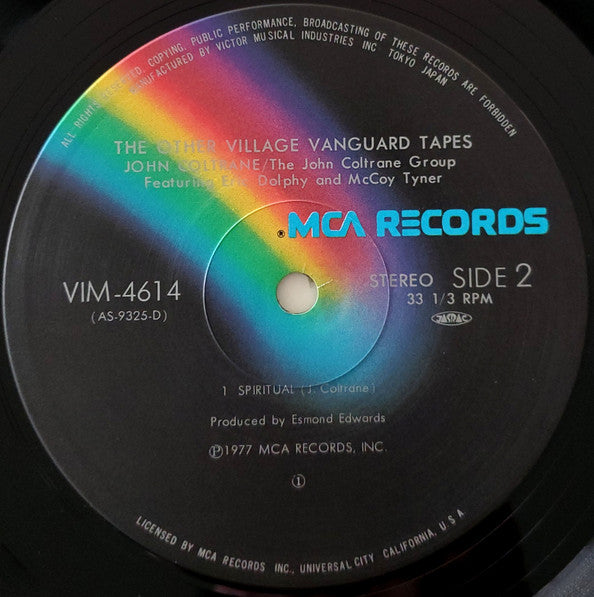 ALL RIGHTS RESERVED. COPYING, PUBLIC PERFORMANCE, BROADCASTING OF THESE RECORDS ARE FORBIDDEN
MANUFACTURED BY VICTOR MUSICAL INDUSTRIES INC TOKYO JAPAN
THE OTHER VILLAGE VANGUARD TAPES
JOHN COLTRANE/The John Coltrane Group
Featuring Eric Dolphy and McCoy Tyner
® MCA RECORDS
VIM-4614
(AS-9325-D)
STEREO SIDE 2
33 1/3 RPM
JASRAC
1 SPIRITUAL (J. Coltrane)
Produced by Esmond Edwards
Ⓟ1977 MCA RECORDS, INC.
①
LICENSED BY MCA RECORDS INC., UNIVERSAL CITY CALIFORNIA, U.S.A